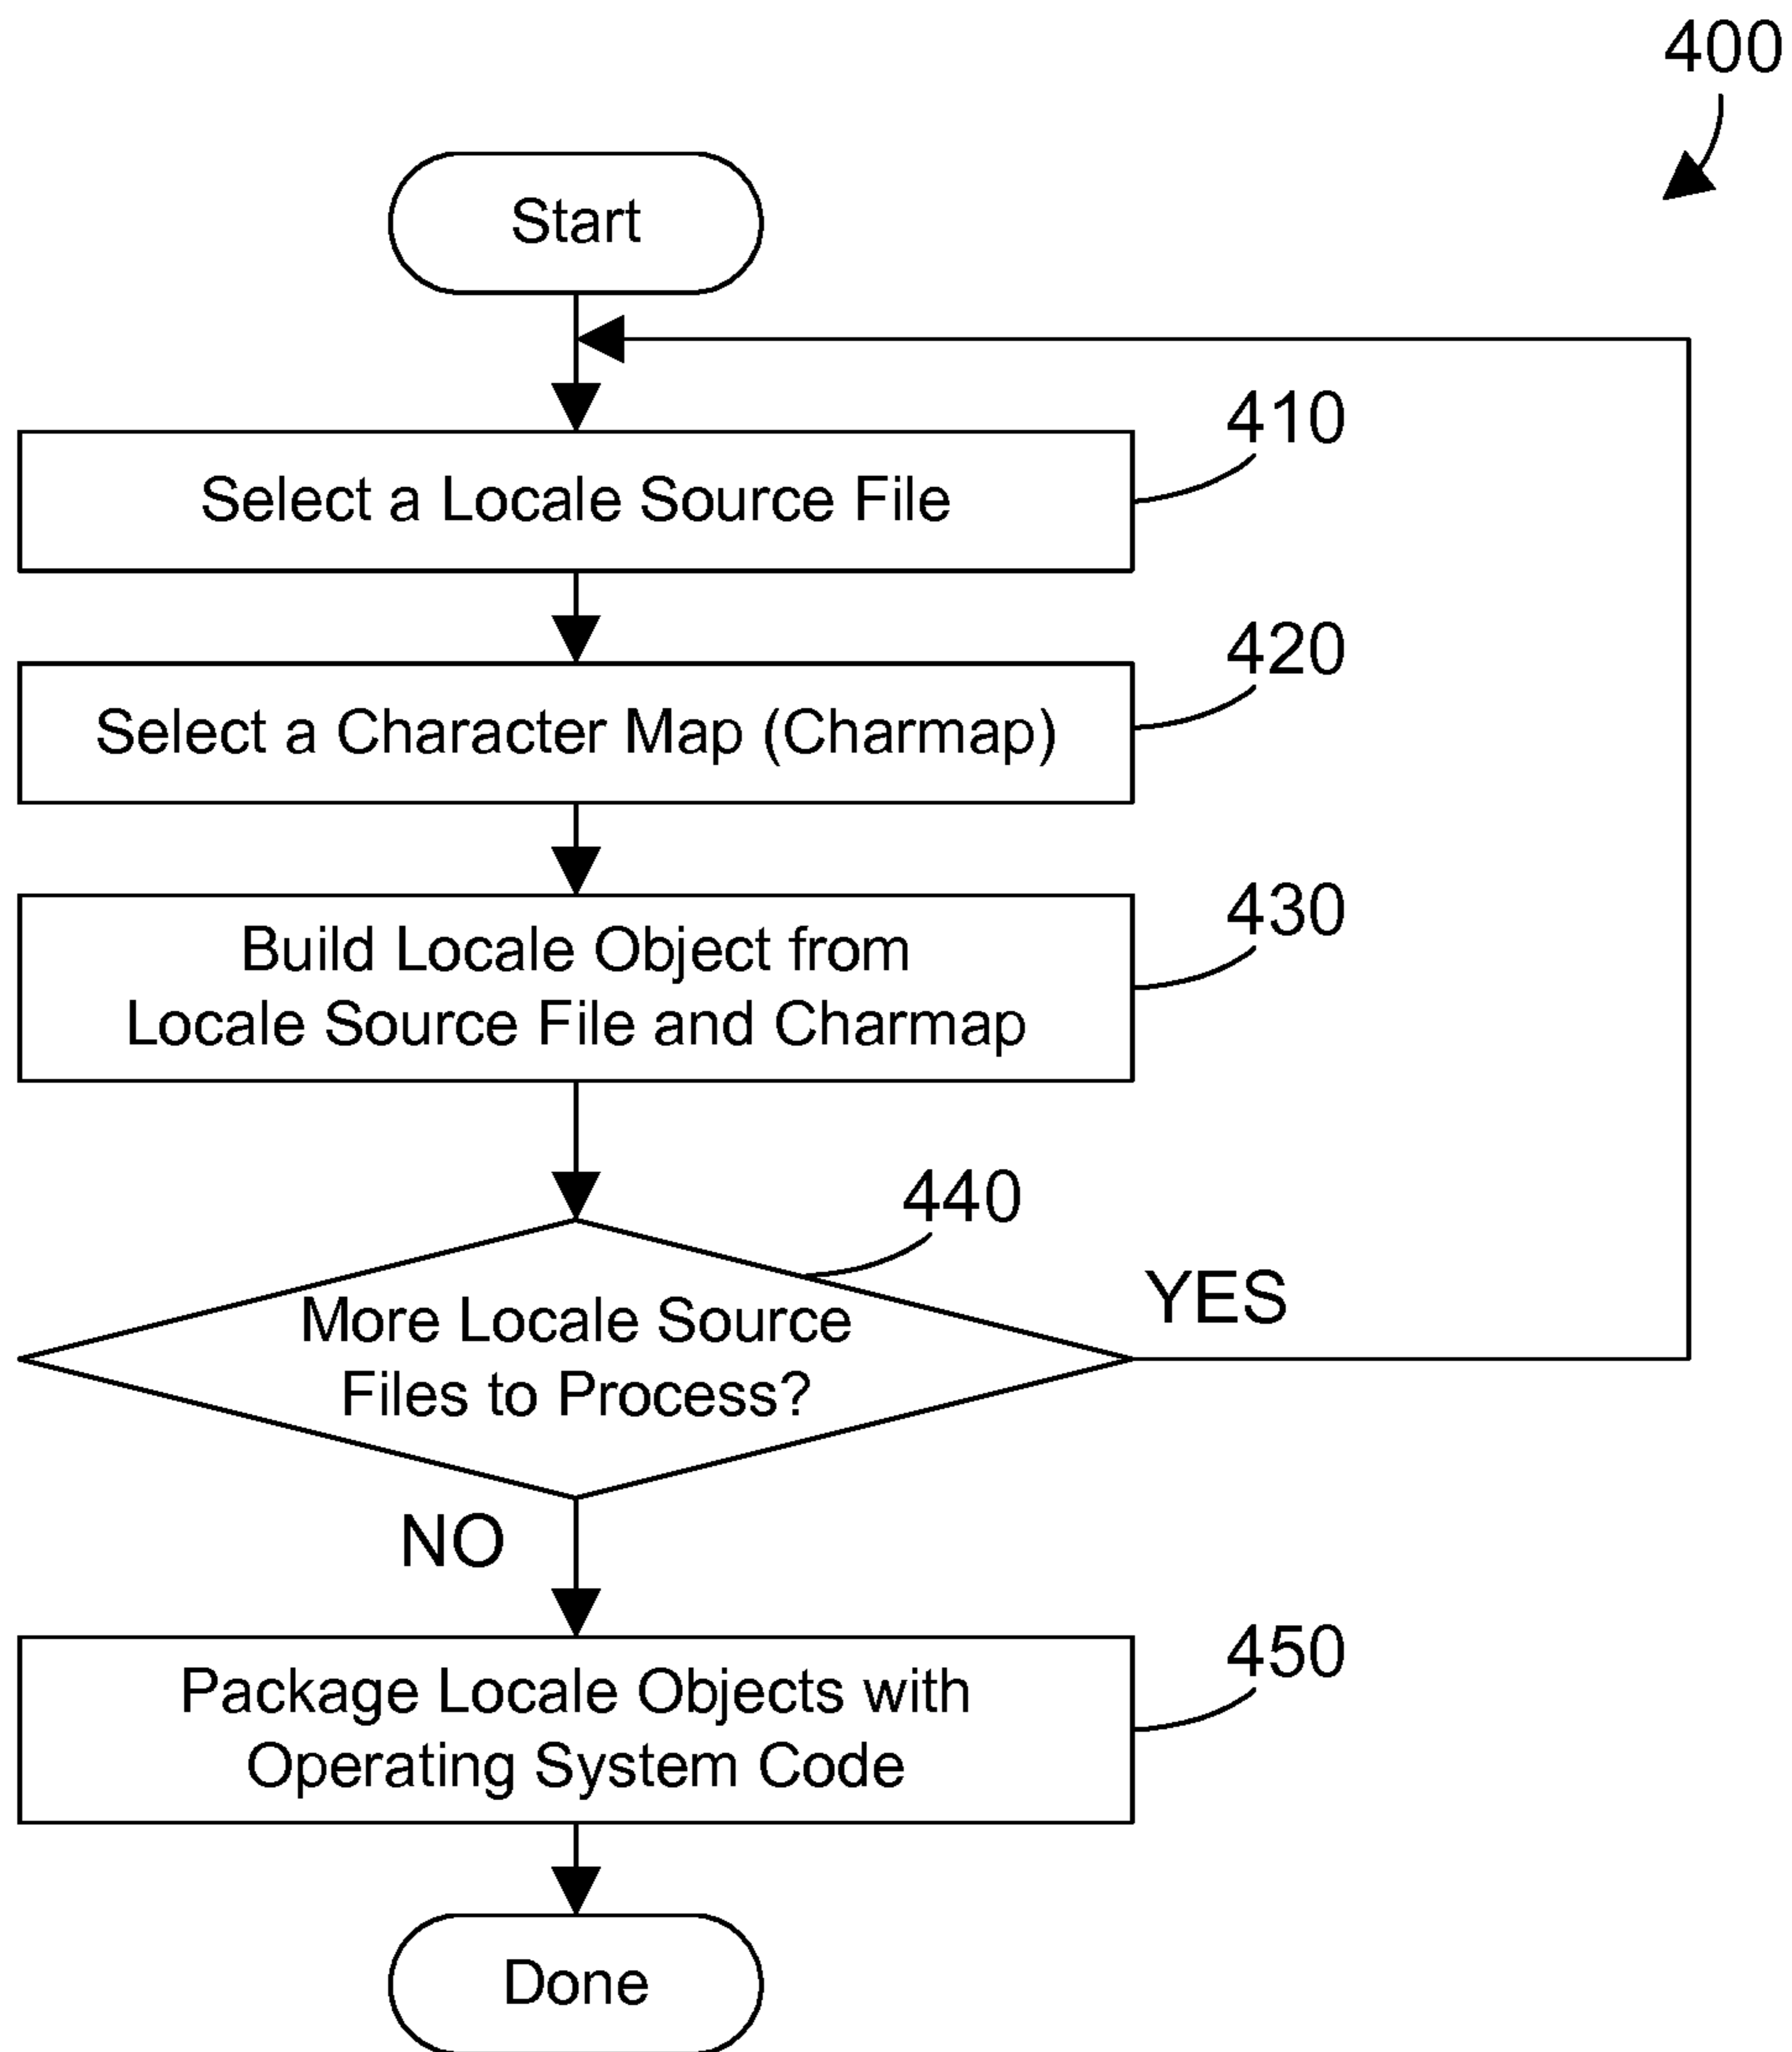 400
Start
410
Select a Locale Source File
420
Select a Character Map (Charmap)
430
Build Locale Object from
Locale Source File and Charmap
440
YES
More Locale Source
Files to Process?
NO
450
Package Locale Objects with
Operating System Code
Done